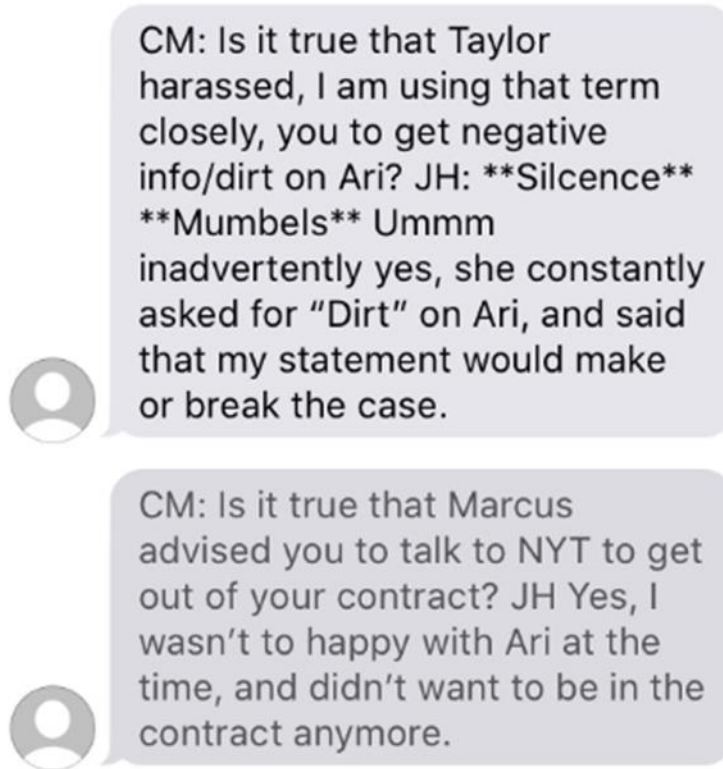 CM: Is it true that Taylor
harassed, I am using that term
closely, you to get negative
info/dirt on Ari? JH: **Silcence**
**Mumbels** Ummm
inadvertently yes, she constantly
asked for “Dirt” on Ari, and said
that my statement would make
or break the case.
CM: Is it true that Marcus
advised you to talk to NYT to get
out of your contract? JH Yes, I
wasn’t to happy with Ari at the
time, and didn’t want to be in the
contract anymore.